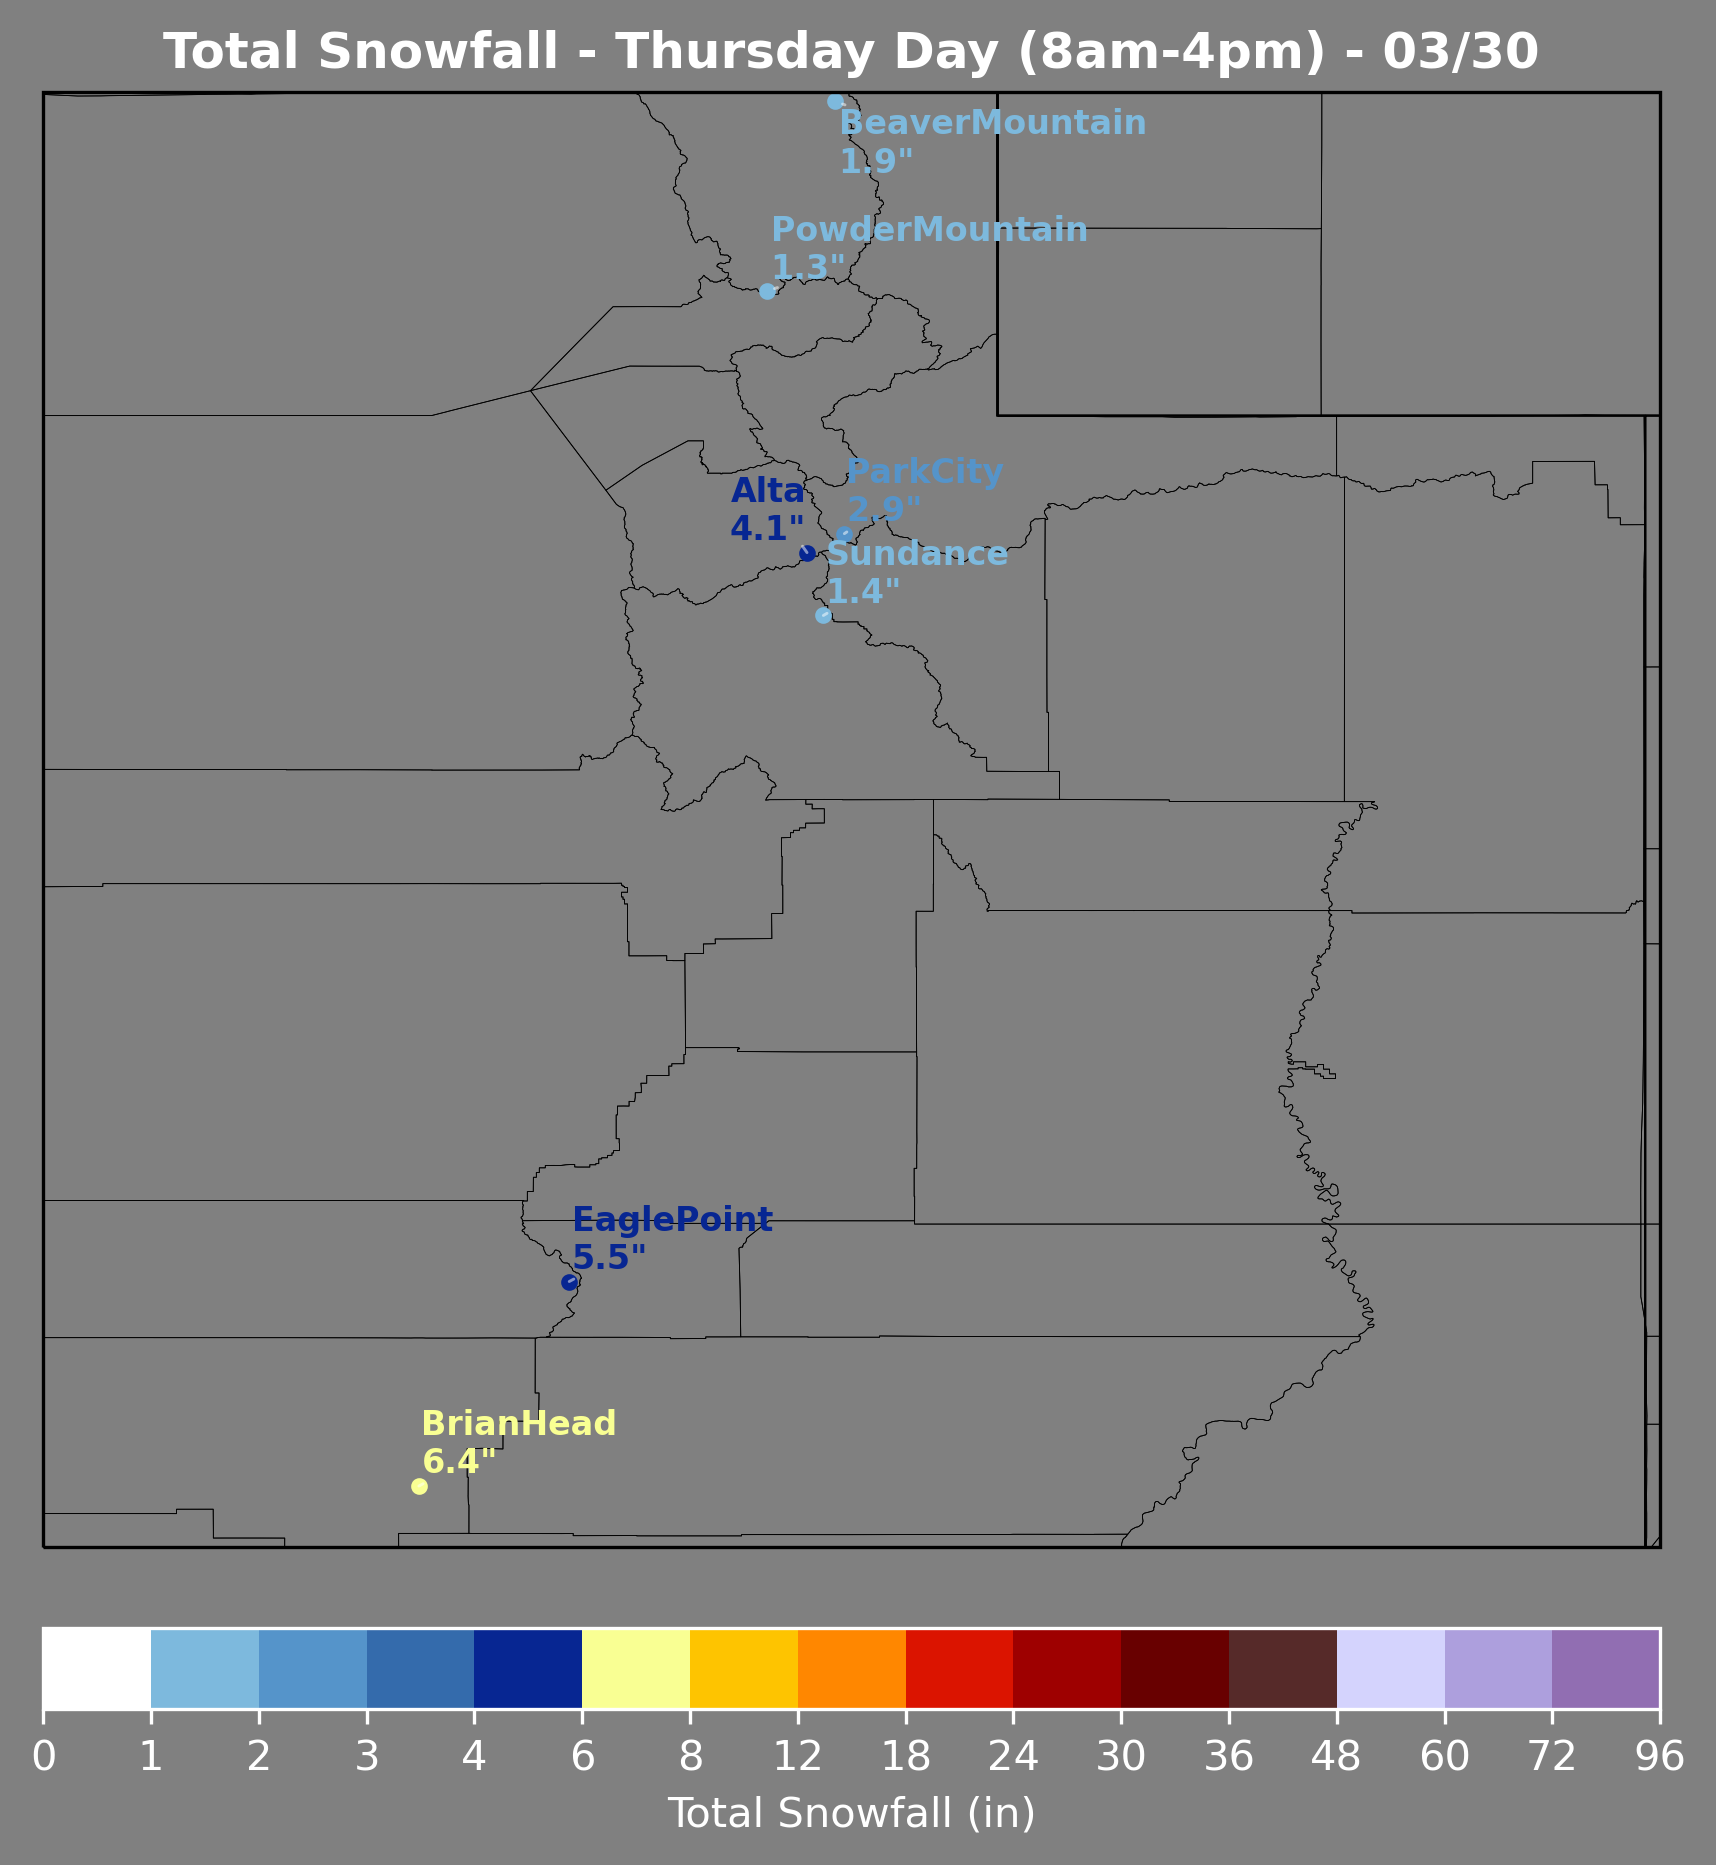 Total Snowfall - Thursday Day (8am-4pm) - 03/30
BeaverMountain
1.9"
PowderMountain
1.3"
ParkCity
2.9"
Alta
4.1"
Sundance
1.4"
EaglePoint
5.5"
BrianHead
6.4"
0 1 2 3 4 6 8 12 18 24 30 36 48 60 72 96
Total Snowfall (in)